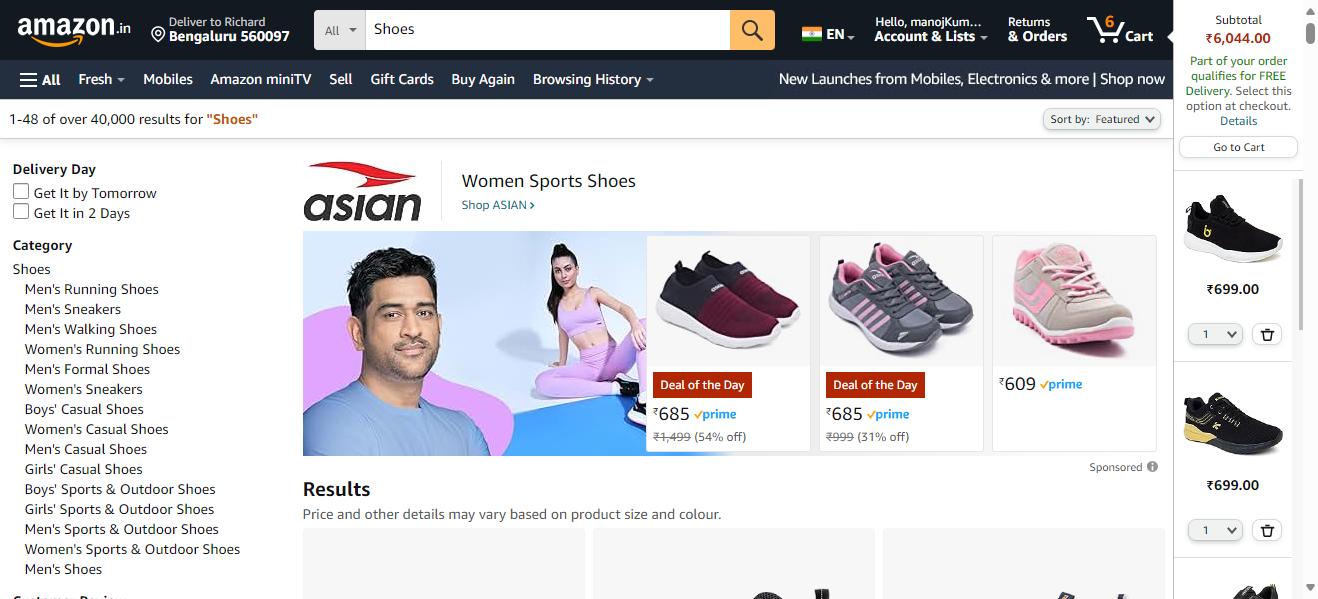 amazon.in
Deliver to Richard
Bengaluru 560097
All
Shoes
EN
Hello, manojKum...
Account & Lists
Returns
& Orders
6
Cart
All
Fresh
Mobiles
Amazon miniTV
Sell
Gift Cards
Buy Again
Browsing History
New Launches from Mobiles, Electronics & more | Shop now
1-48 of over 40,000 results for "Shoes"
Sort by: Featured
Delivery Day
Get It by Tomorrow
Get It in 2 Days
Category
Shoes
Men's Running Shoes
Men's Sneakers
Men's Walking Shoes
Women's Running Shoes
Men's Formal Shoes
Women's Sneakers
Boys' Casual Shoes
Women's Casual Shoes
Men's Casual Shoes
Girls' Casual Shoes
Boys' Sports & Outdoor Shoes
Girls' Sports & Outdoor Shoes
Men's Sports & Outdoor Shoes
Women's Sports & Outdoor Shoes
Men's Shoes
asian
Women Sports Shoes
Shop ASIAN ›
Deal of the Day
₹685 prime
₹1,499 (54% off)
Deal of the Day
₹685 prime
₹999 (31% off)
₹609 prime
Sponsored
Results
Price and other details may vary based on product size and colour.
Subtotal
₹6,044.00
Part of your order
qualifies for FREE
Delivery. Select this
option at checkout.
Details
Go to Cart
₹699.00
1
₹699.00
1